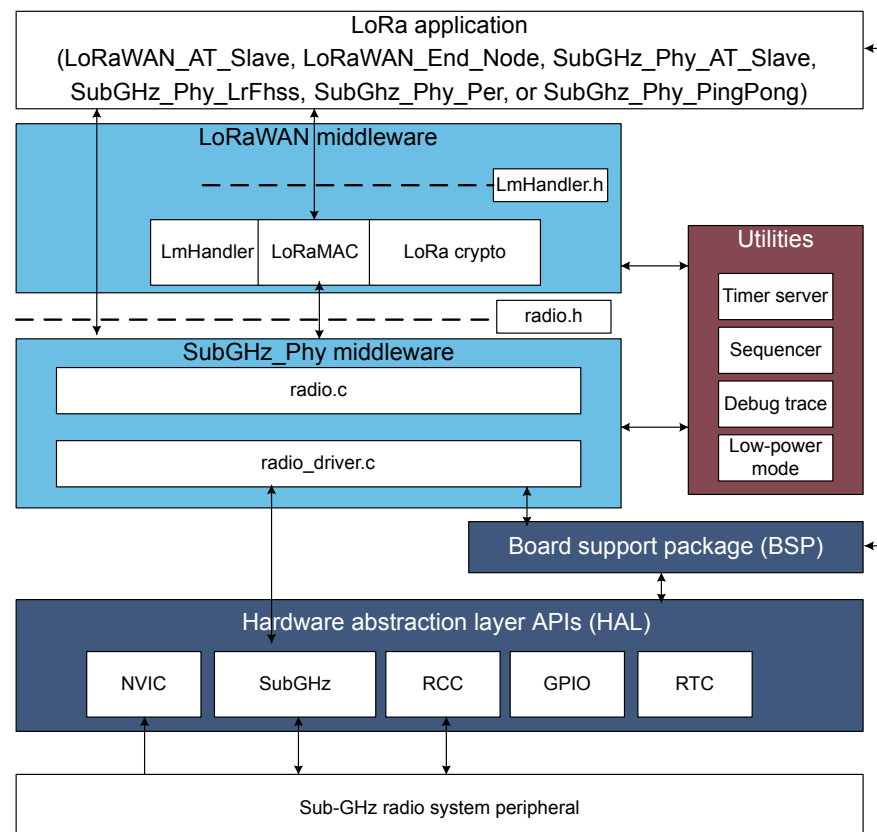 LoRa application
(LoRaWAN_AT_Slave, LoRaWAN_End_Node, SubGHz_Phy_AT_Slave,
SubGHz_Phy_LrFhss, SubGhz_Phy_Per, or SubGhz_Phy_PingPong)
LoRaWAN middleware
LmHandler.h
LmHandler
LoRaMAC
LoRa crypto
Utilities
Timer server
Sequencer
Debug trace
Low-power
mode
radio.h
SubGHz_Phy middleware
radio.c
radio_driver.c
Board support package (BSP)
Hardware abstraction layer APIs (HAL)
NVIC
SubGHz
RCC
GPIO
RTC
Sub-GHz radio system peripheral